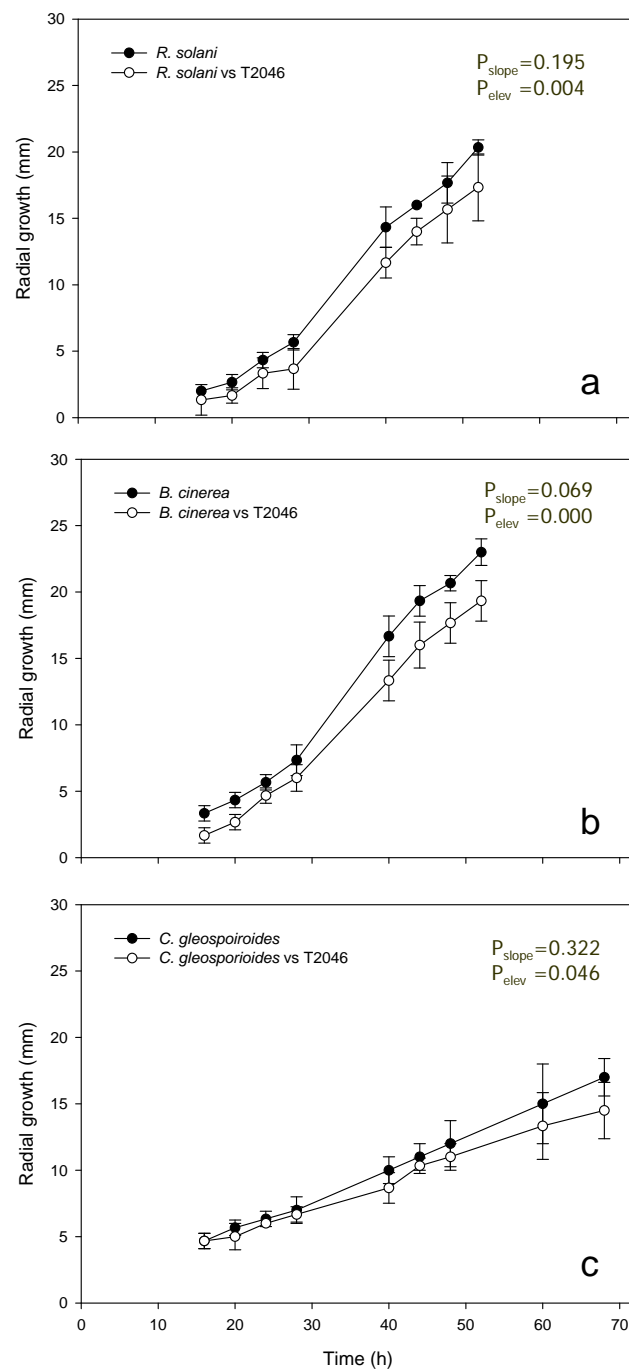 30
25
20
15
10
5
0
Radial growth (mm)
R. solani
R. solani vs T2046
Pslope=0.195
Pelev =0.004
a
30
25
20
15
10
5
0
Radial growth (mm)
B. cinerea
B. cinerea vs T2046
Pslope=0.069
Pelev =0.000
b
30
25
20
15
10
5
0
Radial growth (mm)
C. gleospoiroides
C. gleosporioides vs T2046
Pslope=0.322
Pelev =0.046
c
0 10 20 30 40 50 60 70
Time (h)